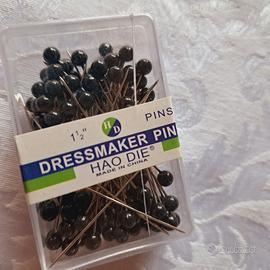 HD
PINS
1 ½"
DRESSMAKER PIN
HAO DIE
MADE IN CHINA